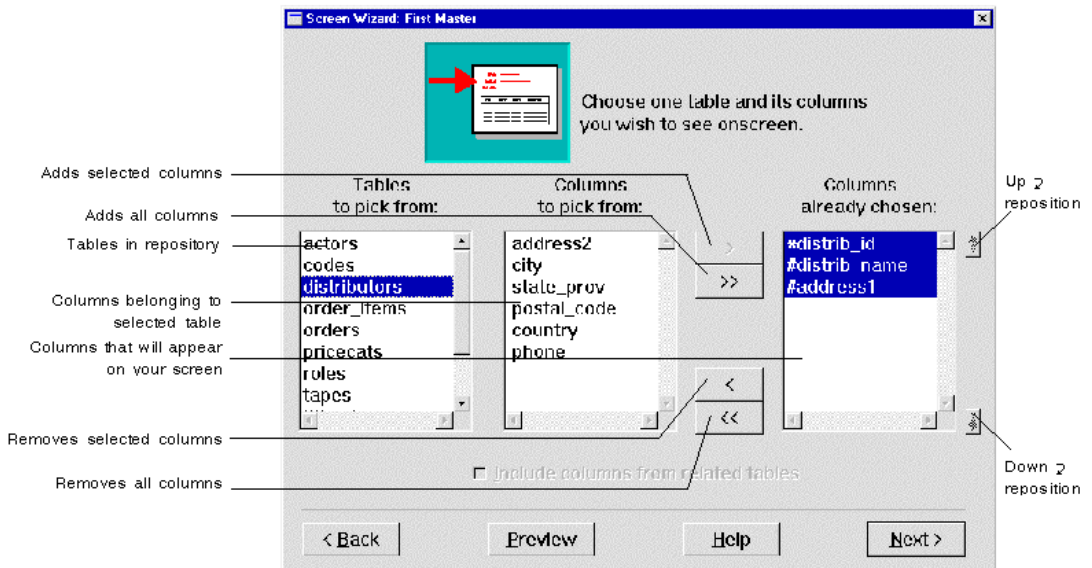 Screen Wizard: First Master
Choose one table and its columns
you wish to see onscreen.
Adds selected columns
Adds all columns
Tables in repository
Columns belonging to
selected table
Columns that will appear
on your screen
Removes selected columns
Removes all columns
Tables
to pick from:
actors
codes
distributors
order_items
orders
pricecats
roles
tapes
Columns
to pick from:
address2
city
state_prov
postal_code
country
phone
>
>>
<
<<
Columns
already chosen:
*distrib_id
#distrib_name
#address1
Up
reposition
Down
reposition
Include columns from related tables
< Back
Preview
Help
Next >